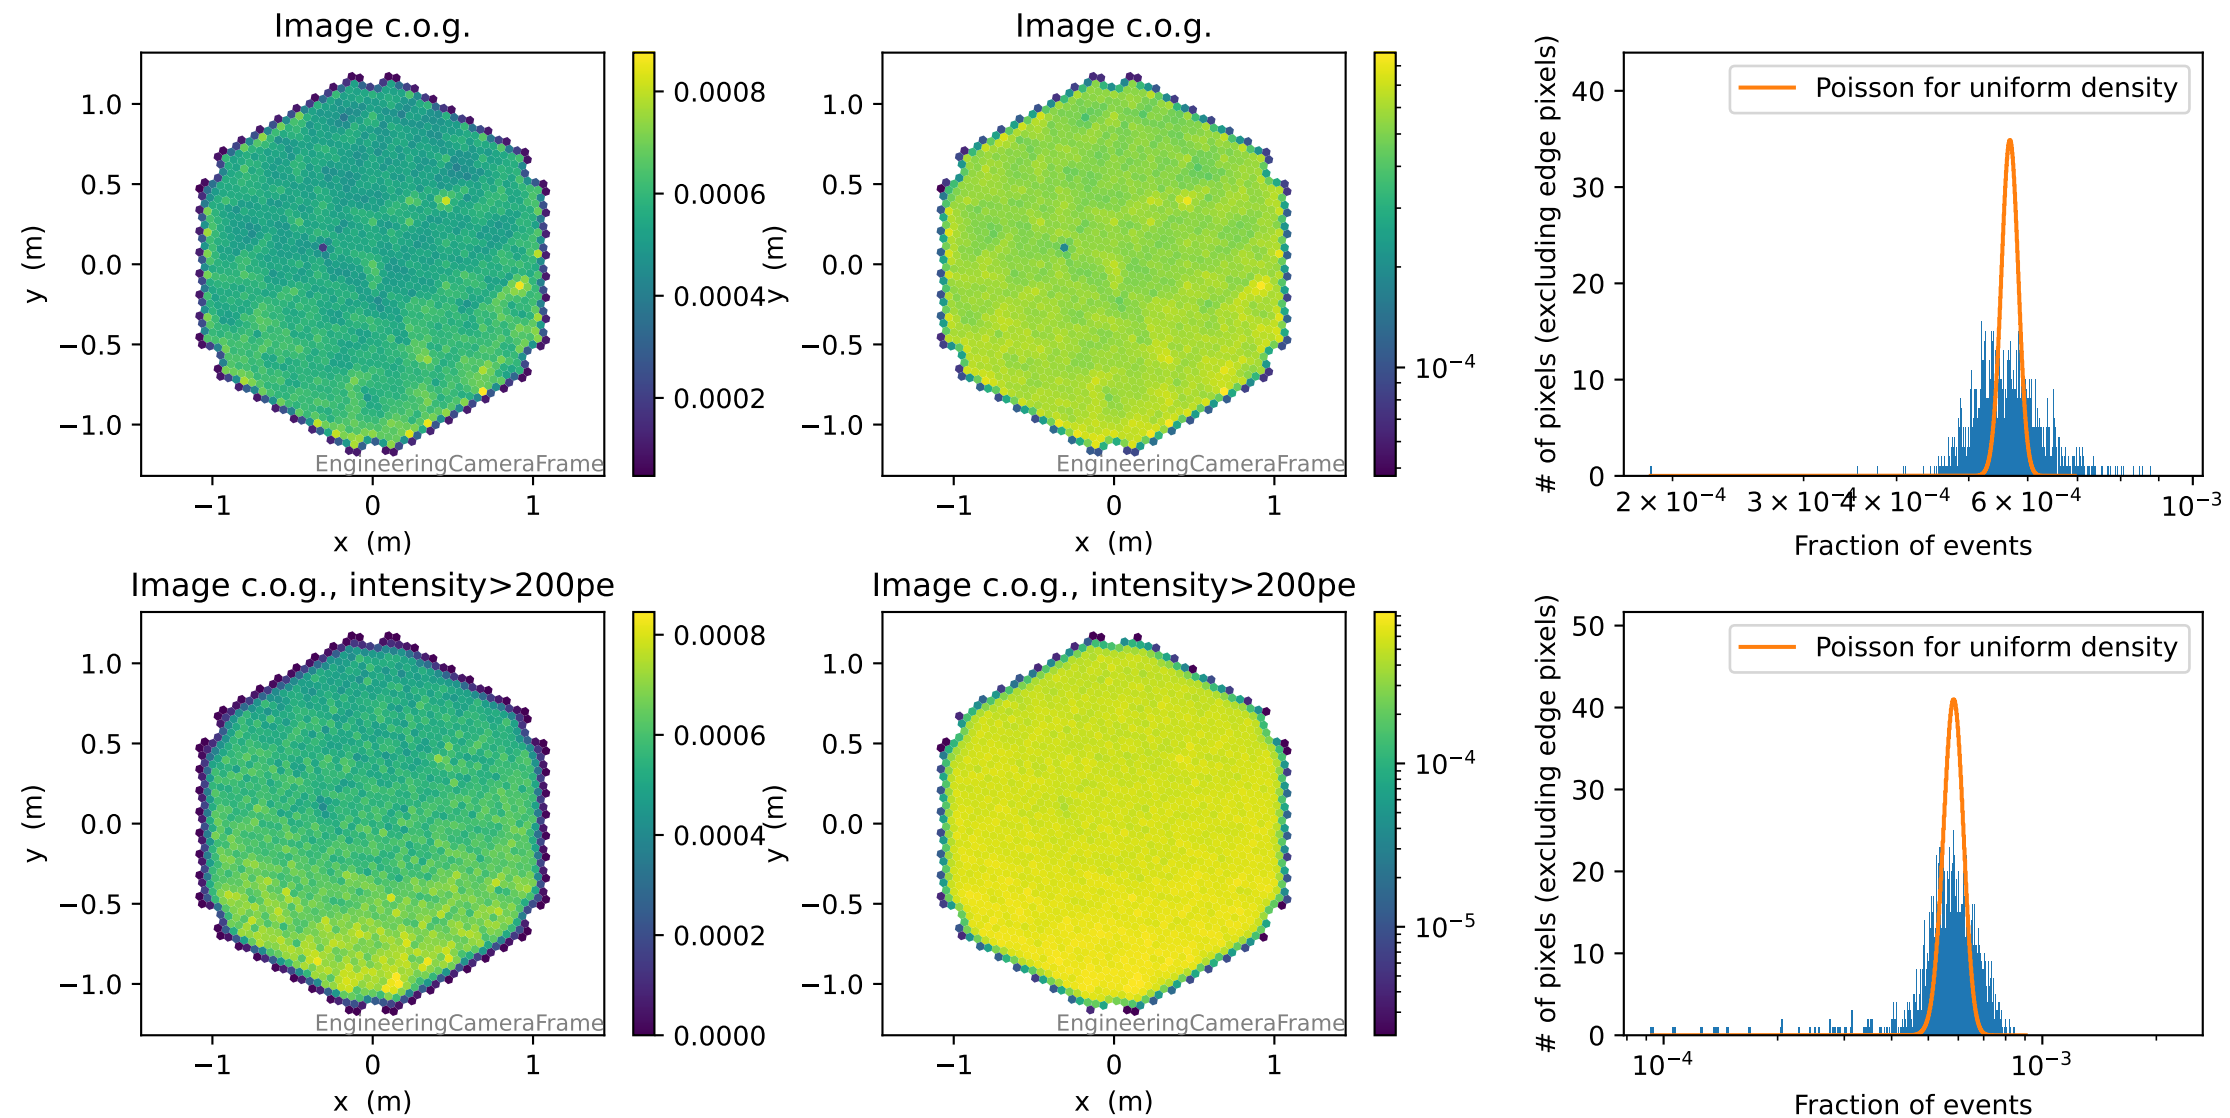 Image c.o.g.
1.0
0.5
0.0
−0.5
−1.0
y (m)
−1
0
1
x (m)
EngineeringCameraFrame
0.0008
0.0006
0.0004
0.0002
Image c.o.g.
1.0
0.5
0.0
−0.5
−1.0
y (m)
−1
0
1
x (m)
EngineeringCameraFrame
10⁻⁴
# of pixels (excluding edge pixels)
40
30
20
10
0
Poisson for uniform density
2 × 10⁻⁴
3 × 10⁻⁴
4 × 10⁻⁴
6 × 10⁻⁴
10⁻³
Fraction of events
Image c.o.g., intensity>200pe
1.0
0.5
0.0
−0.5
−1.0
y (m)
−1
0
1
x (m)
EngineeringCameraFrame
0.0008
0.0006
0.0004
0.0002
0.0000
Image c.o.g., intensity>200pe
1.0
0.5
0.0
−0.5
−1.0
y (m)
−1
0
1
x (m)
EngineeringCameraFrame
10⁻⁴
10⁻⁵
# of pixels (excluding edge pixels)
50
40
30
20
10
0
Poisson for uniform density
10⁻⁴
10⁻³
Fraction of events